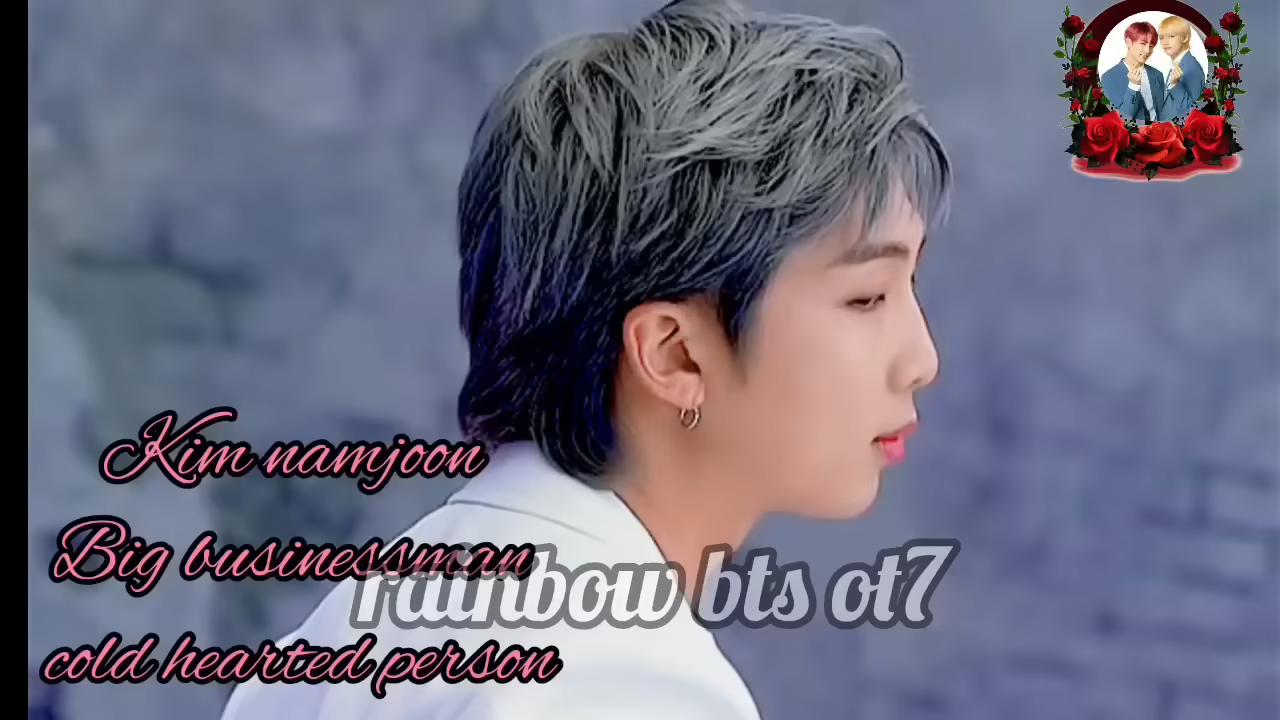 Kim namjoon
Big businessman
rainbow bts ot7
cold hearted person